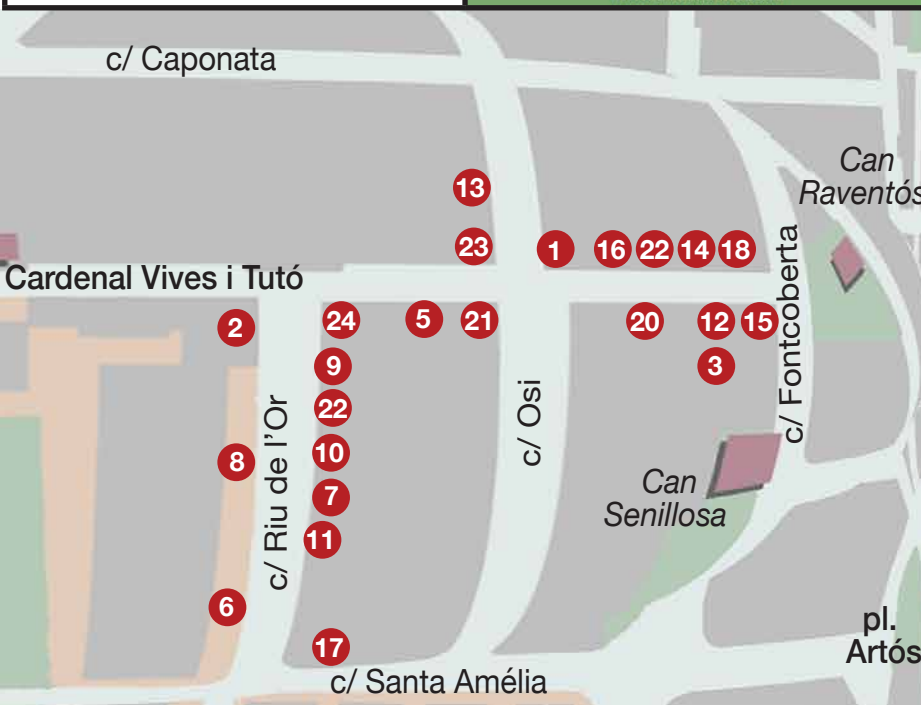 c/ Caponata
Can
Raventós
13
23
1
16
22
14
18
Cardenal Vives i Tutó
c/ Fontcoberta
2
24
5
21
20
12
15
9
3
22
c/ Osi
c/ Riu de l'Or
8
10
7
Can
Senillosa
11
6
17
pl.
Artós
c/ Santa Amélia